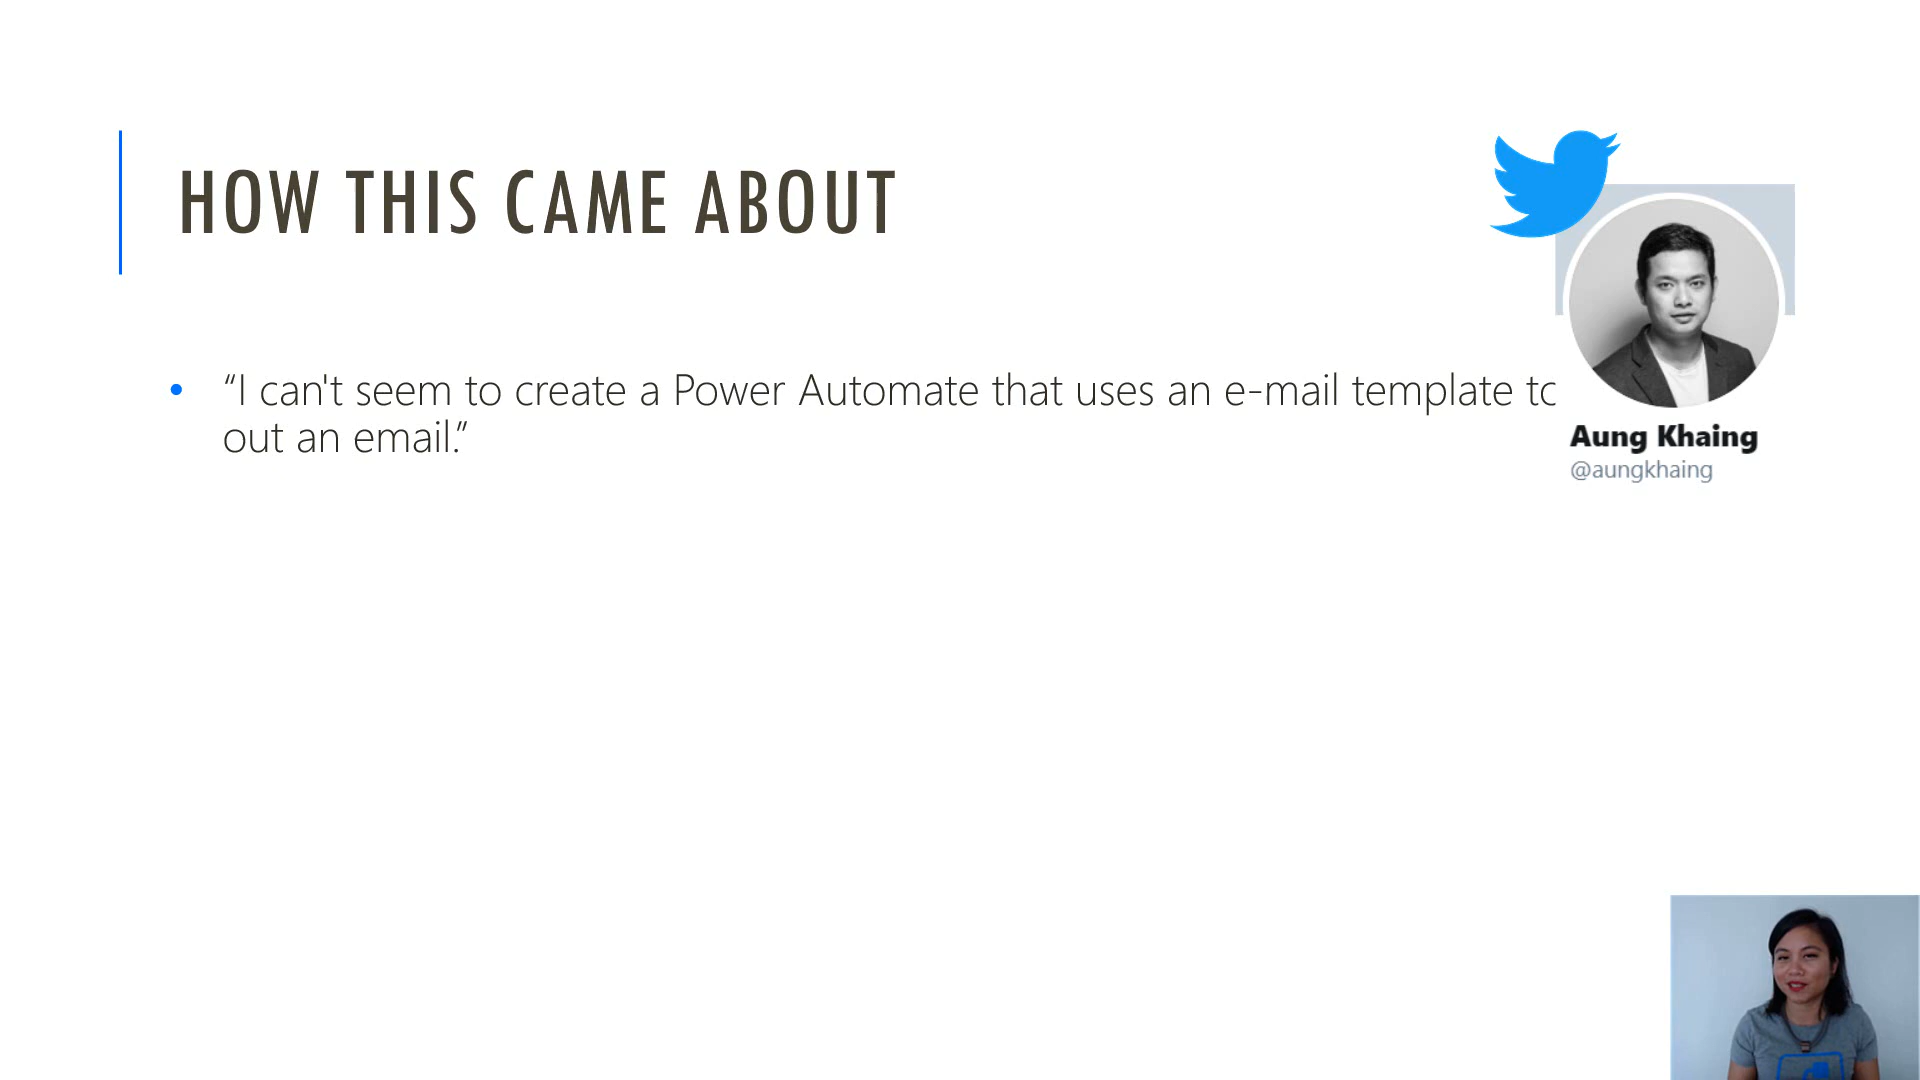 HOW THIS CAME ABOUT
• “I can't seem to create a Power Automate that uses an e-mail template to
out an email.”
Aung Khaing
@aungkhaing